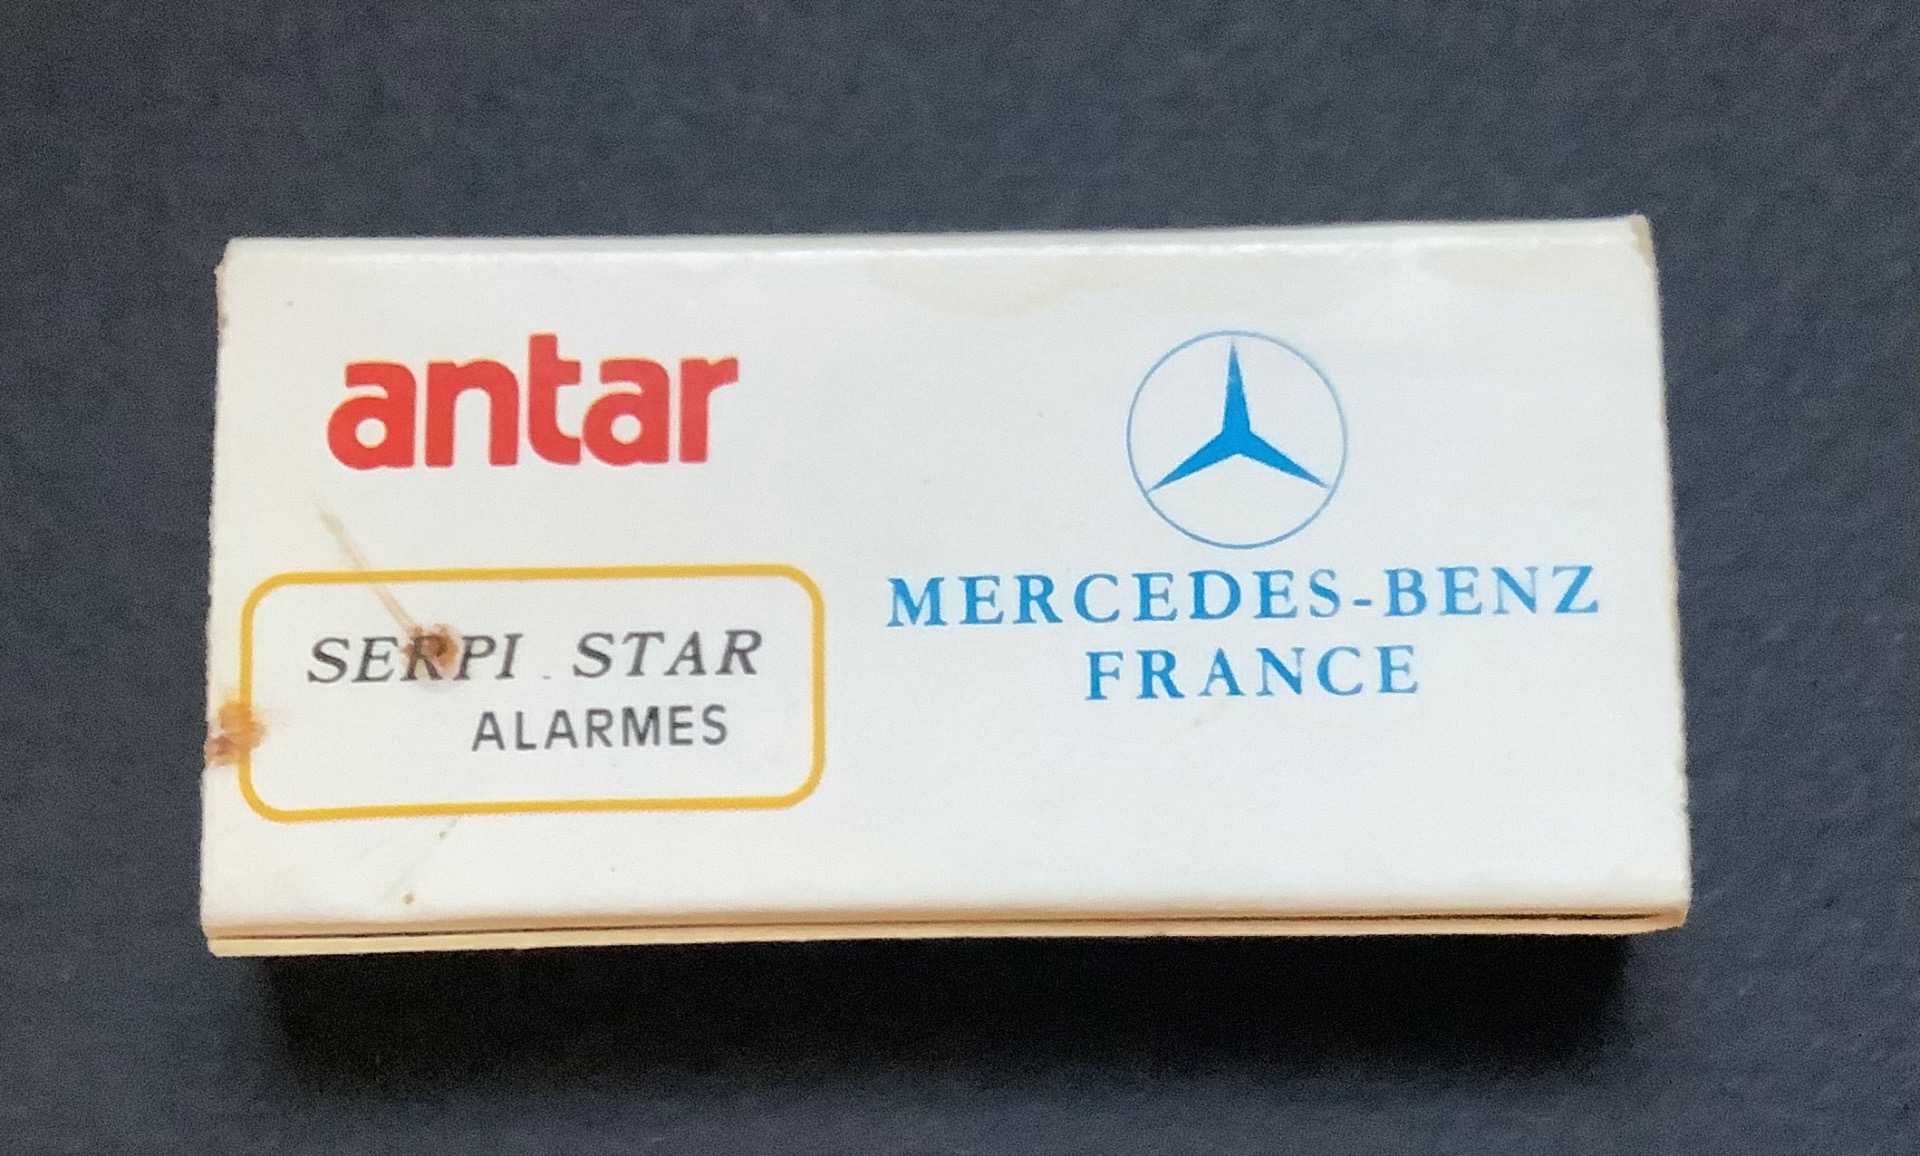 antar
SERPI STAR
ALARMES
MERCEDES-BENZ
FRANCE